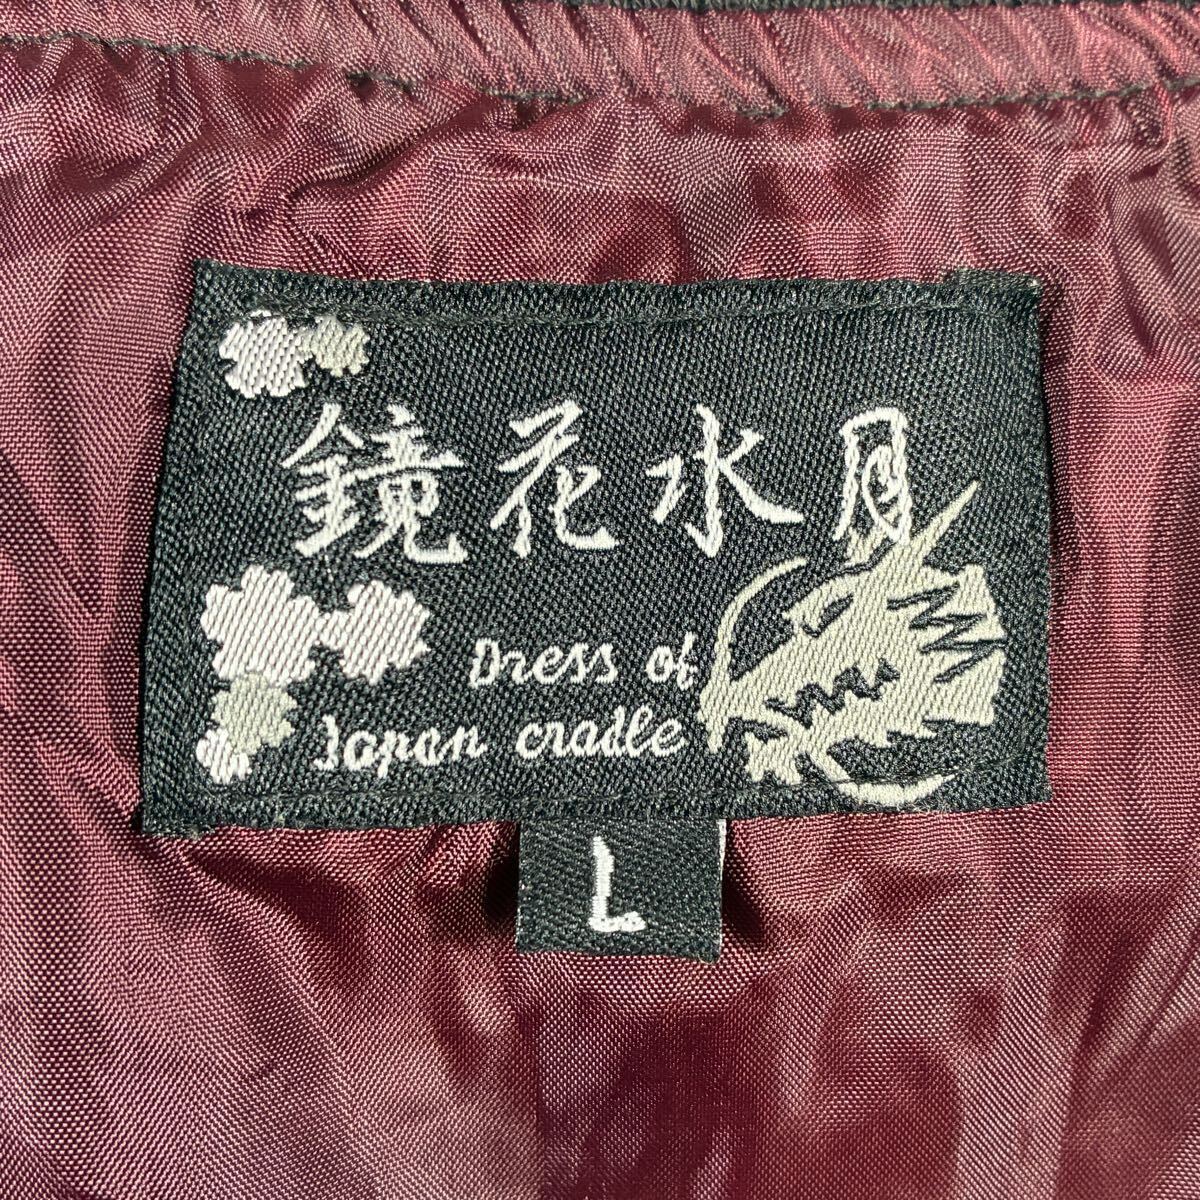 鏡花水月
Dress of
Japan cradle
L